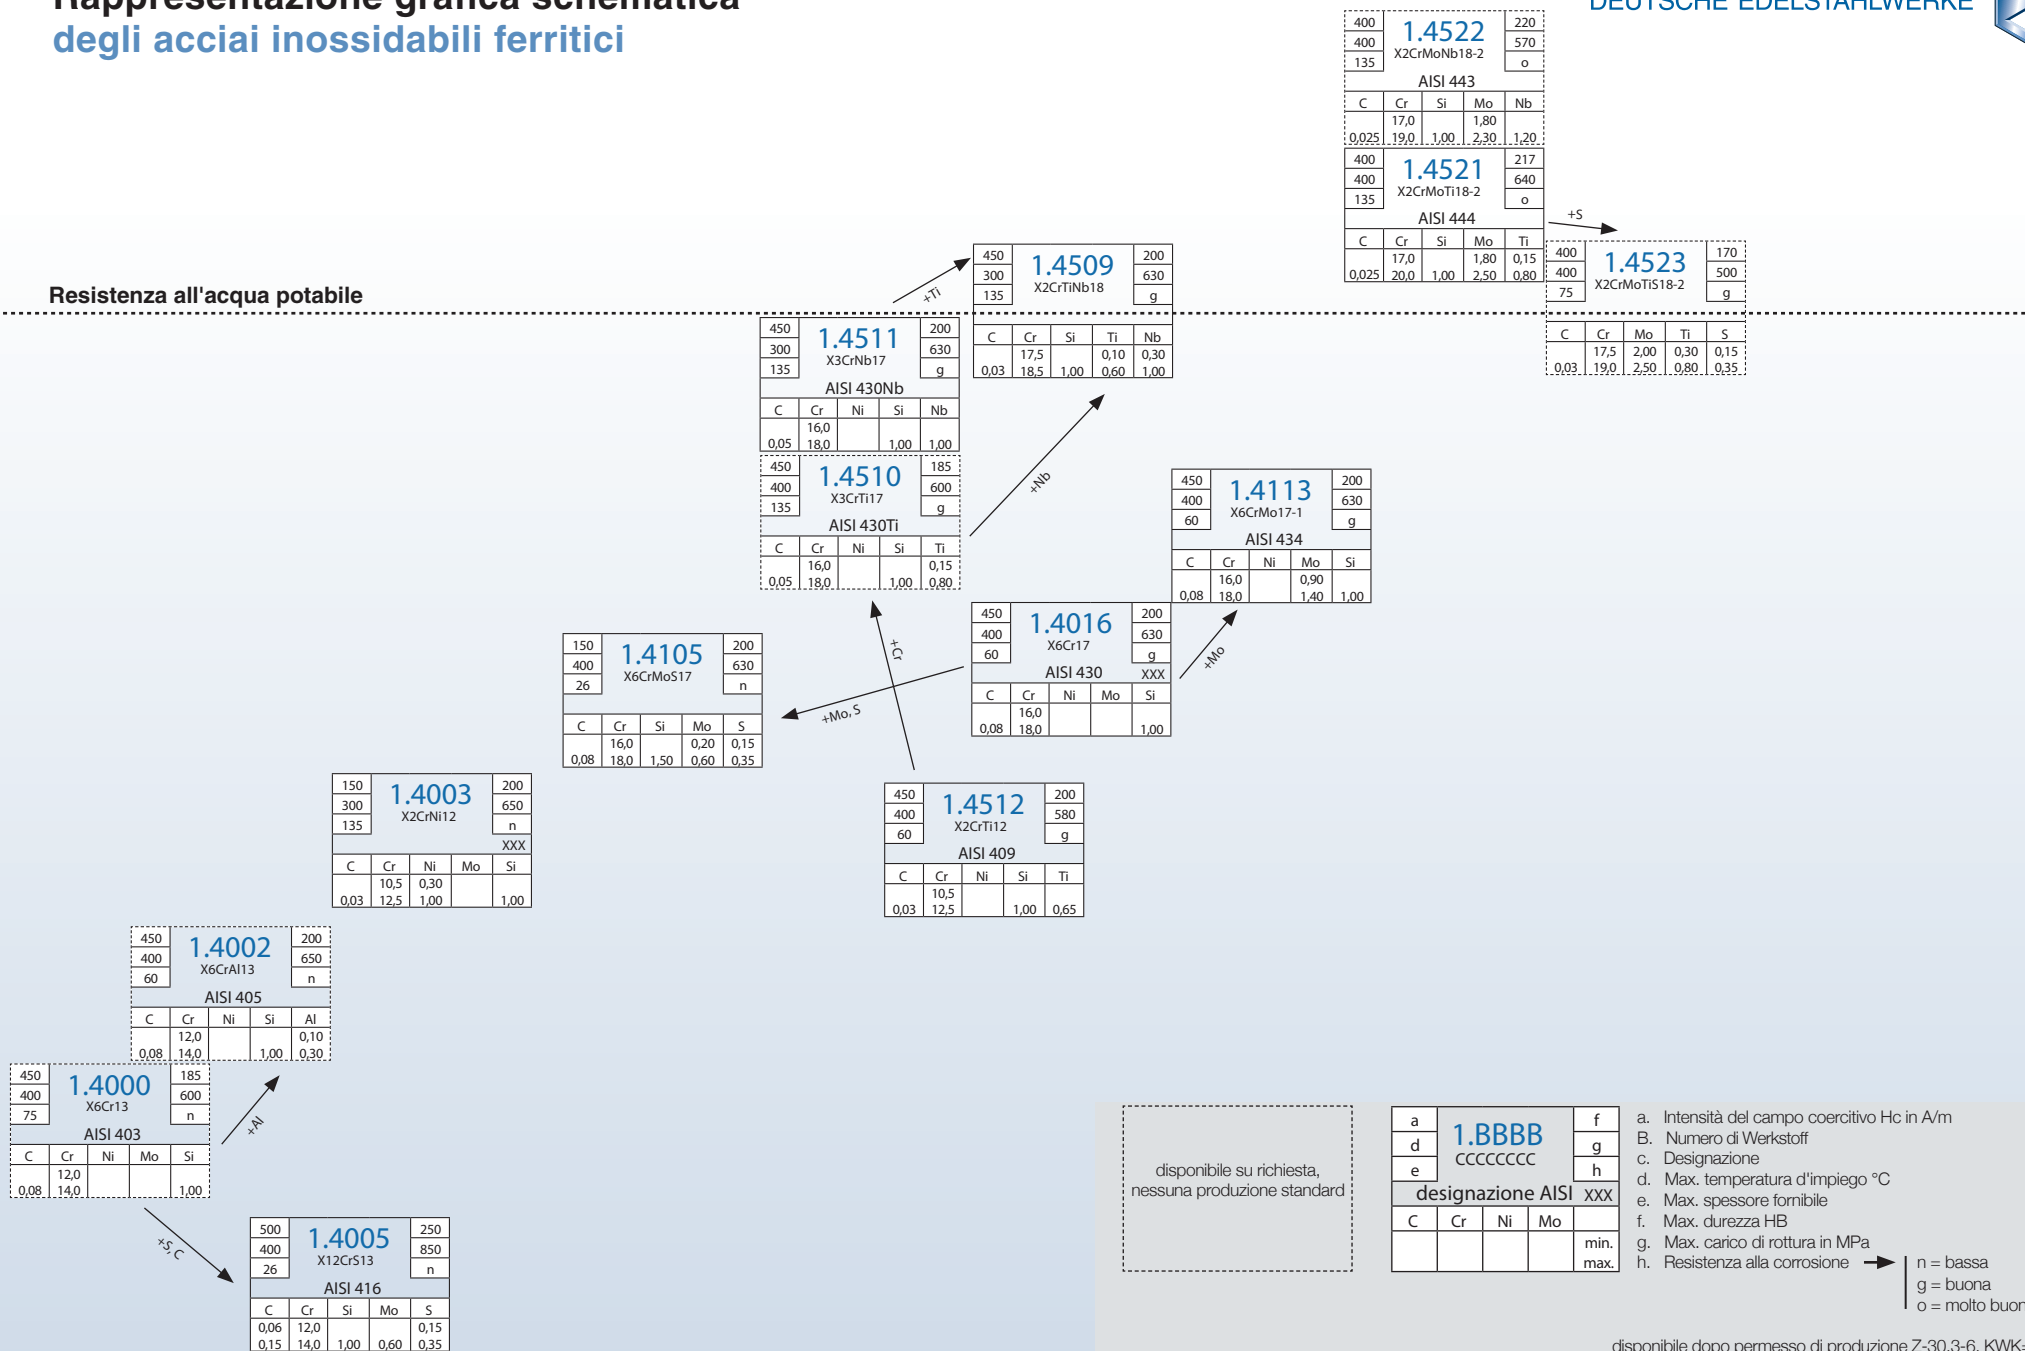 Rappresentazione grafica schematica
degli acciai inossidabili ferritici
DEUTSCHE EDELSTAHLWERKE
400 1.4522 220
400 X2CrMoNb18-2 570
135 o
AISI 443
C Cr Si Mo Nb
17,0 1,80
0,025 19,0 1,00 2,30 1,20
400 1.4521 217
400 X2CrMoTi18-2 640
135 o
AISI 444
C Cr Si Mo Ti
17,0 1,80 0,15
0,025 20,0 1,00 2,50 0,80
+S
400 1.4523 170
400 X2CrMoTiS18-2 500
75 g
C Cr Mo Ti S
17,5 2,00 0,30 0,15
0,03 19,0 2,50 0,80 0,35
Resistenza all'acqua potabile
+Ti
450 1.4509 200
300 X2CrTiNb18 630
135 g
C Cr Si Ti Nb
17,5 0,10 0,30
0,03 18,5 1,00 0,60 1,00
450 1.4511 200
300 X3CrNb17 630
135 g
AISI 430Nb
C Cr Ni Si Nb
16,0
0,05 18,0 1,00 1,00
450 1.4510 185
400 X3CrTi17 600
135 g
AISI 430Ti
C Cr Ni Si Ti
16,0 0,15
0,05 18,0 1,00 0,80
+Nb
450 1.4113 200
400 X6CrMo17-1 630
60 g
AISI 434
C Cr Ni Mo Si
16,0 0,90
0,08 18,0 1,40 1,00
450 1.4016 200
400 X6Cr17 630
60 g
AISI 430 XXX
C Cr Ni Mo Si
16,0
0,08 18,0 1,00
+Mo
+Cr
+Mo, S
150 1.4105 200
400 X6CrMoS17 630
26 n
C Cr Si Mo S
16,0 0,20 0,15
0,08 18,0 1,50 0,60 0,35
150 1.4003 200
300 X2CrNi12 650
135 n
XXX
C Cr Ni Mo Si
10,5 0,30
0,03 12,5 1,00 1,00
450 1.4512 200
400 X2CrTi12 580
60 g
AISI 409
C Cr Ni Si Ti
10,5
0,03 12,5 1,00 0,65
450 1.4002 200
400 X6CrAl13 650
60 n
AISI 405
C Cr Ni Si Al
12,0 0,10
0,08 14,0 1,00 0,30
450 1.4000 185
400 X6Cr13 600
75 n
AISI 403
C Cr Ni Mo Si
12,0
0,08 14,0 1,00
+Al
+S, C
500 1.4005 250
400 X12CrS13 850
26 n
AISI 416
C Cr Si Mo S
0,06 12,0 0,15
0,15 14,0 1,00 0,60 0,35
disponibile su richiesta,
nessuna produzione standard
a 1.BBBB f
d CCCCCCCC g
e h
designazione AISI XXX
C Cr Ni Mo
min.
max.
a. Intensità del campo coercitivo Hc in A/m
B. Numero di Werkstoff
c. Designazione
d. Max. temperatura d'impiego °C
e. Max. spessore fornibile
f. Max. durezza HB
g. Max. carico di rottura in MPa
h. Resistenza alla corrosione
n = bassa
g = buona
o = molto buon
disponibile dopo permesso di produzione Z-30.3-6, KWK=